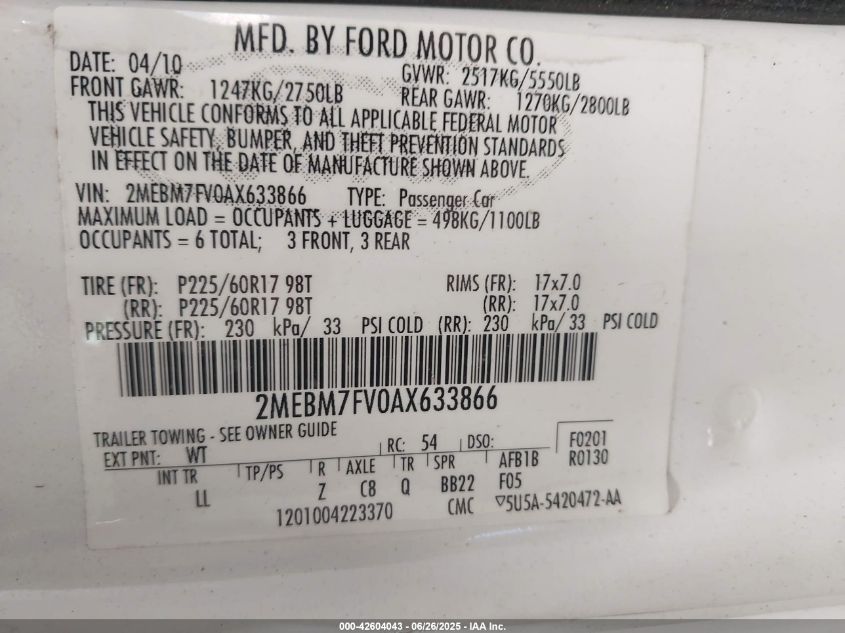 MFD. BY FORD MOTOR CO.
DATE: 04/10 GVWR: 2517KG/5550LB
FRONT GAWR: 1247KG/2750LB REAR GAWR: 1270KG/2800LB
THIS VEHICLE CONFORMS TO ALL APPLICABLE FEDERAL MOTOR
VEHICLE SAFETY, BUMPER, AND THEFT PREVENTION STANDARDS
IN EFFECT ON THE DATE OF MANUFACTURE SHOWN ABOVE.
VIN: 2MEBM7FV0AX633866 TYPE: Passenger Car
MAXIMUM LOAD = OCCUPANTS + LUGGAGE = 498KG/1100LB
OCCUPANTS = 6 TOTAL; 3 FRONT, 3 REAR
TIRE (FR): P225/60R17 98T RIMS (FR): 17x7.0
(RR): P225/60R17 98T (RR): 17x7.0
PRESSURE (FR): 230 kPa/ 33 PSI COLD (RR): 230 kPa/ 33 PSI COLD
2MEBM7FV0AX633866
TRAILER TOWING - SEE OWNER GUIDE
EXT PNT: WT RC: 54 DSO: F0201
R0130
INT TR TP/PS R AXLE TR SPR AFB1B
LL Z C8 Q BB22 F05
1201004223370 CMC ▽5U5A-5420472-AA
000-42604043 / 06/26/2025 - IAA Inc.